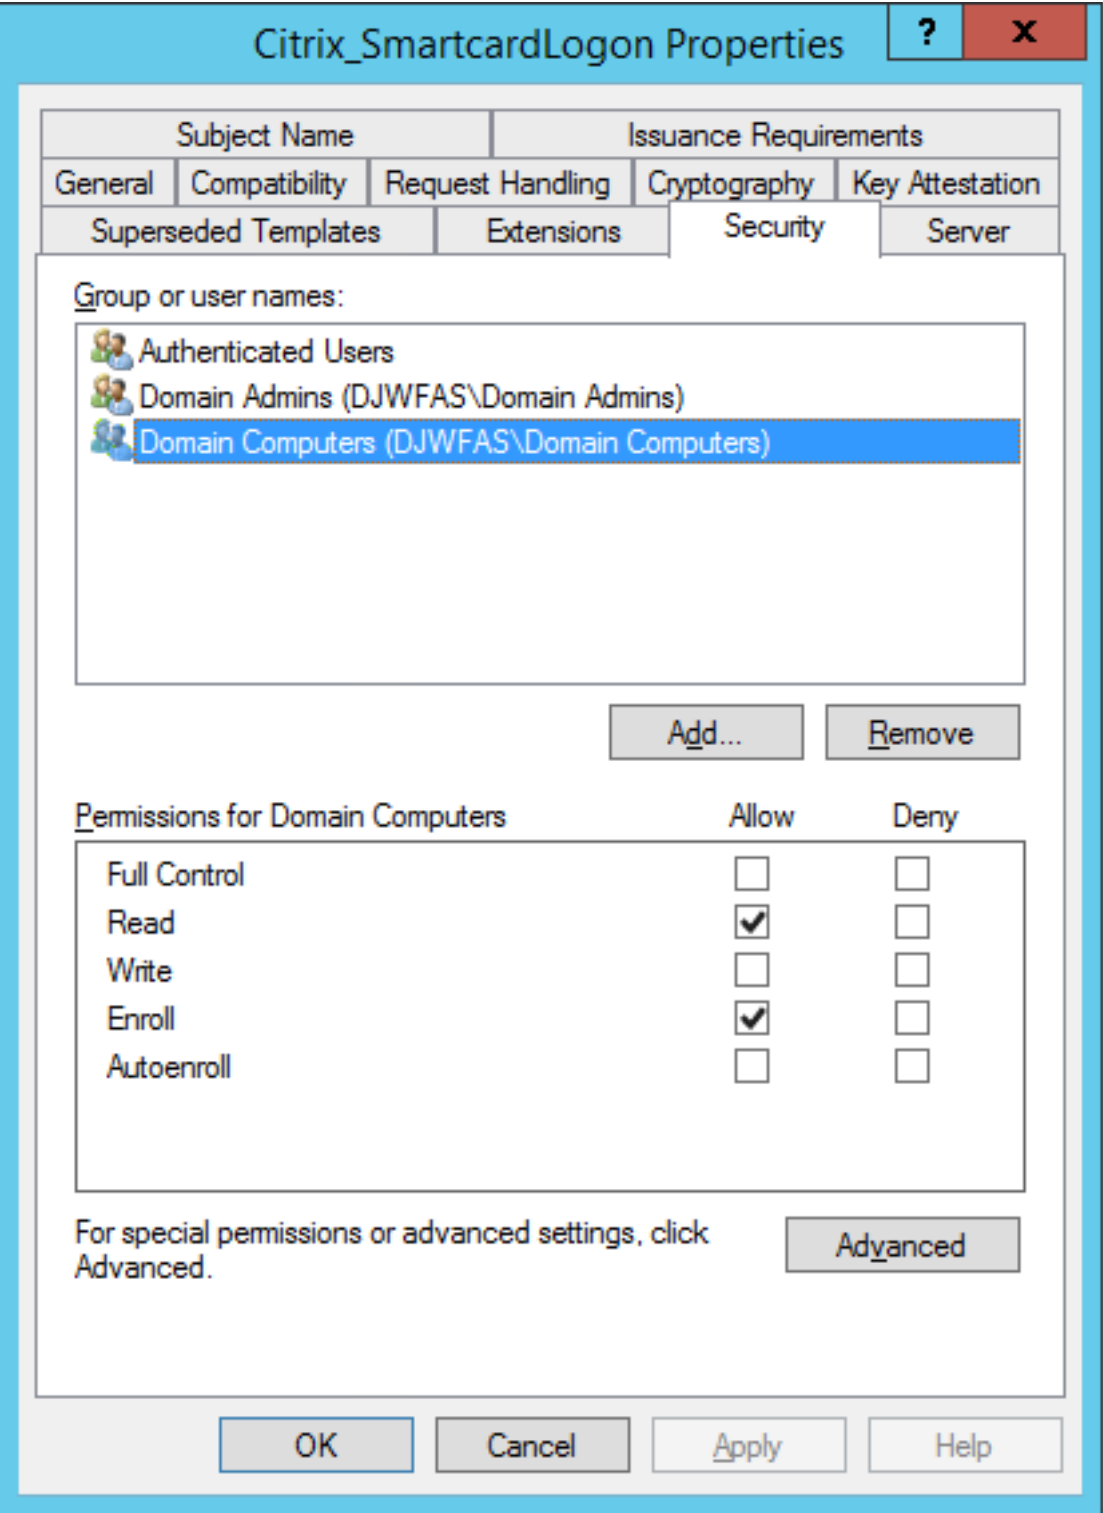 Citrix_SmartcardLogon Properties
?
x
Subject Name
Issuance Requirements
General
Compatibility
Request Handling
Cryptography
Key Attestation
Superseded Templates
Extensions
Security
Server
Group or user names:
Authenticated Users
Domain Admins (DJWFAS\Domain Admins)
Domain Computers (DJWFAS\Domain Computers)
Add...
Remove
Permissions for Domain Computers
Allow
Deny
Full Control
Read
Write
Enroll
Autoenroll
For special permissions or advanced settings, click
Advanced.
Advanced
OK
Cancel
Apply
Help